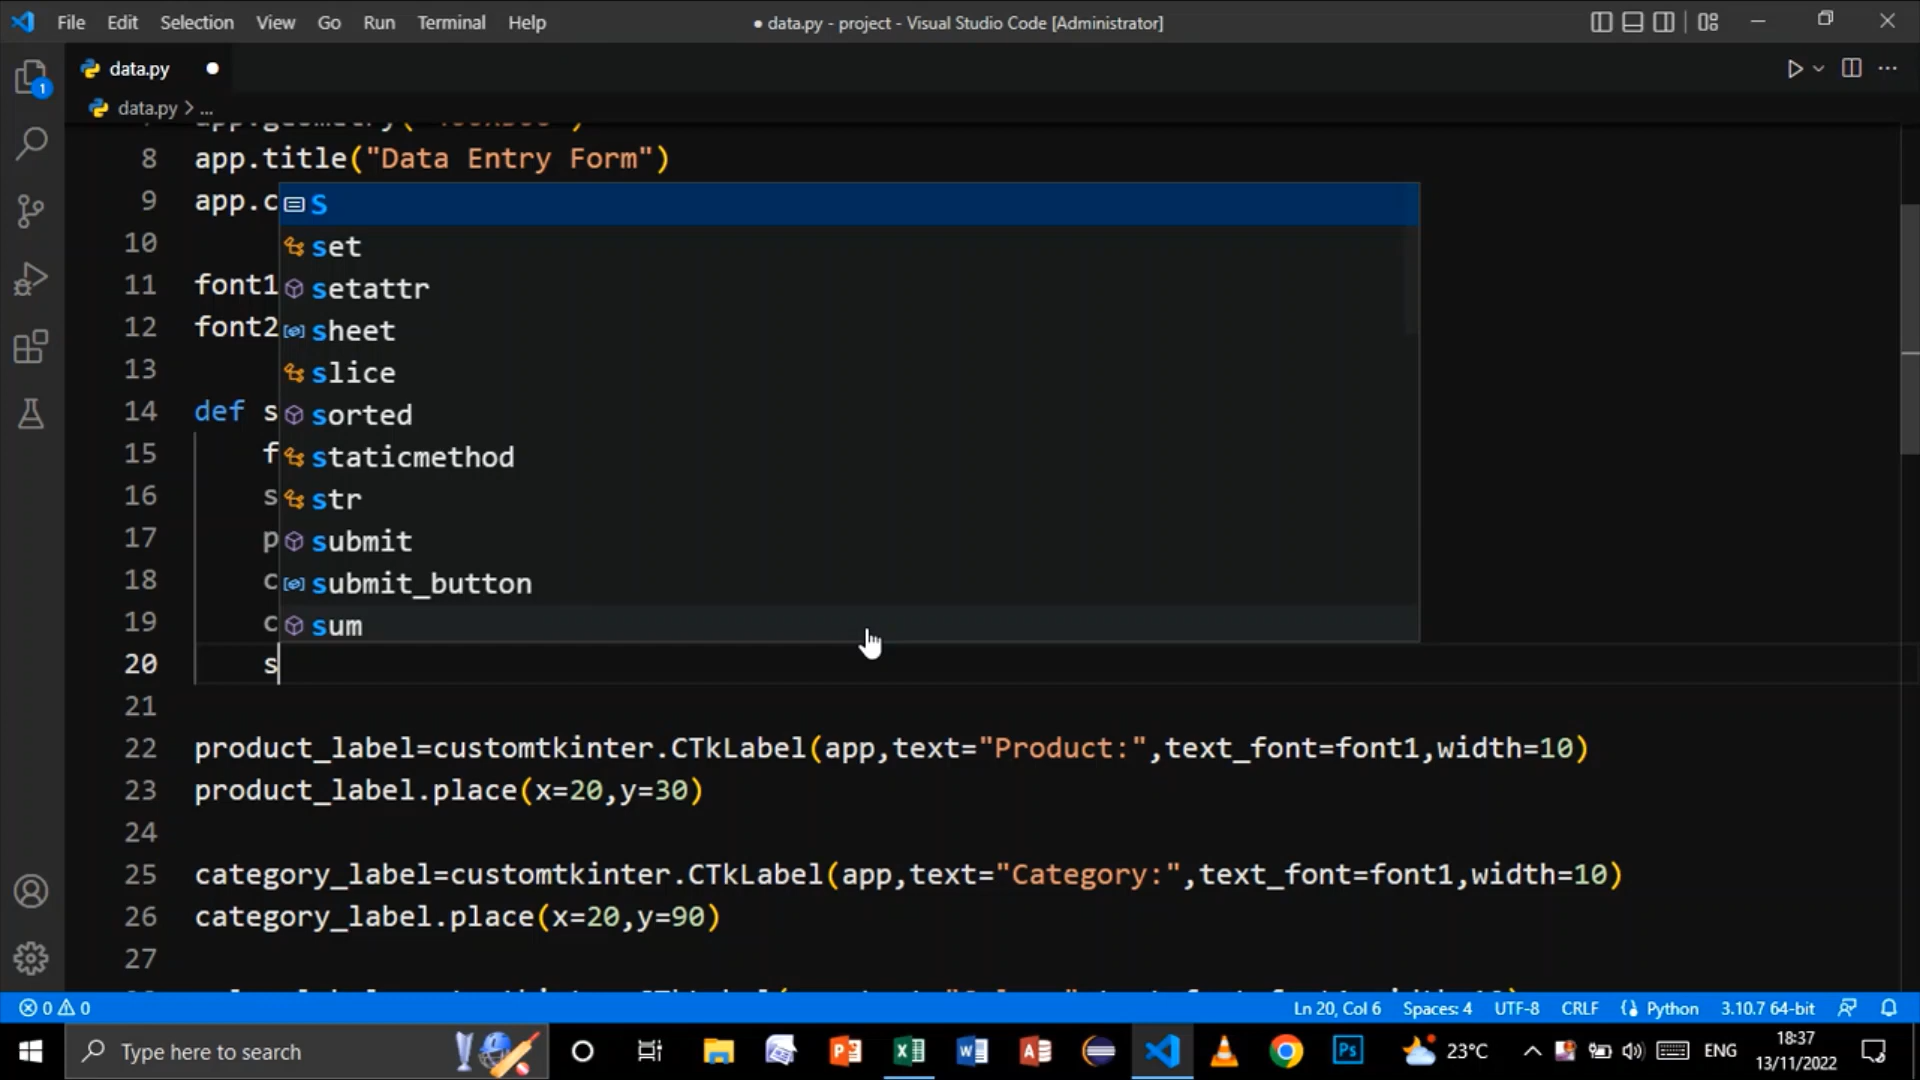 File Edit Selection View Go Run Terminal Help
● data.py - project - Visual Studio Code [Administrator]
data.py
1
data.py > ...
8 app.title("Data Entry Form")
9 app.c
S
10
set
11 font1
setattr
12 font2
sheet
13
slice
14 def s
sorted
15 f
staticmethod
16 s
str
17 p
submit
18 c
submit_button
19 c
sum
20 s
21
22 product_label=customtkinter.CTkLabel(app,text="Product:",text_font=font1,width=10)
23 product_label.place(x=20,y=30)
24
25 category_label=customtkinter.CTkLabel(app,text="Category:",text_font=font1,width=10)
26 category_label.place(x=20,y=90)
27
0 0 Ln 20, Col 6 Spaces: 4 UTF-8 CRLF Python 3.10.7 64-bit
Type here to search
Ps
23°C
ENG
18:37
13/11/2022